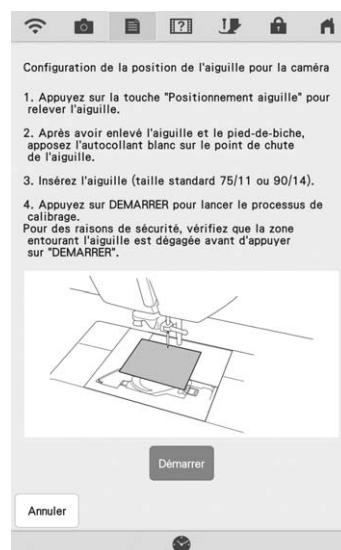 Configuration de la position de l'aiguille pour la caméra
1. Appuyez sur la touche "Positionnement aiguille" pour
relever l'aiguille.
2. Après avoir enlevé l'aiguille et le pied-de-biche,
apposez l'autocollant blanc sur le point de chute
de l'aiguille.
3. Insérez l'aiguille (taille standard 75/11 ou 90/14).
4. Appuyez sur DEMARRER pour lancer le processus de
calibrage.
Pour des raisons de sécurité, vérifiez que la zone
entourant l'aiguille est dégagée avant d'appuyer
sur "DEMARRER".
Démarrer
Annuler